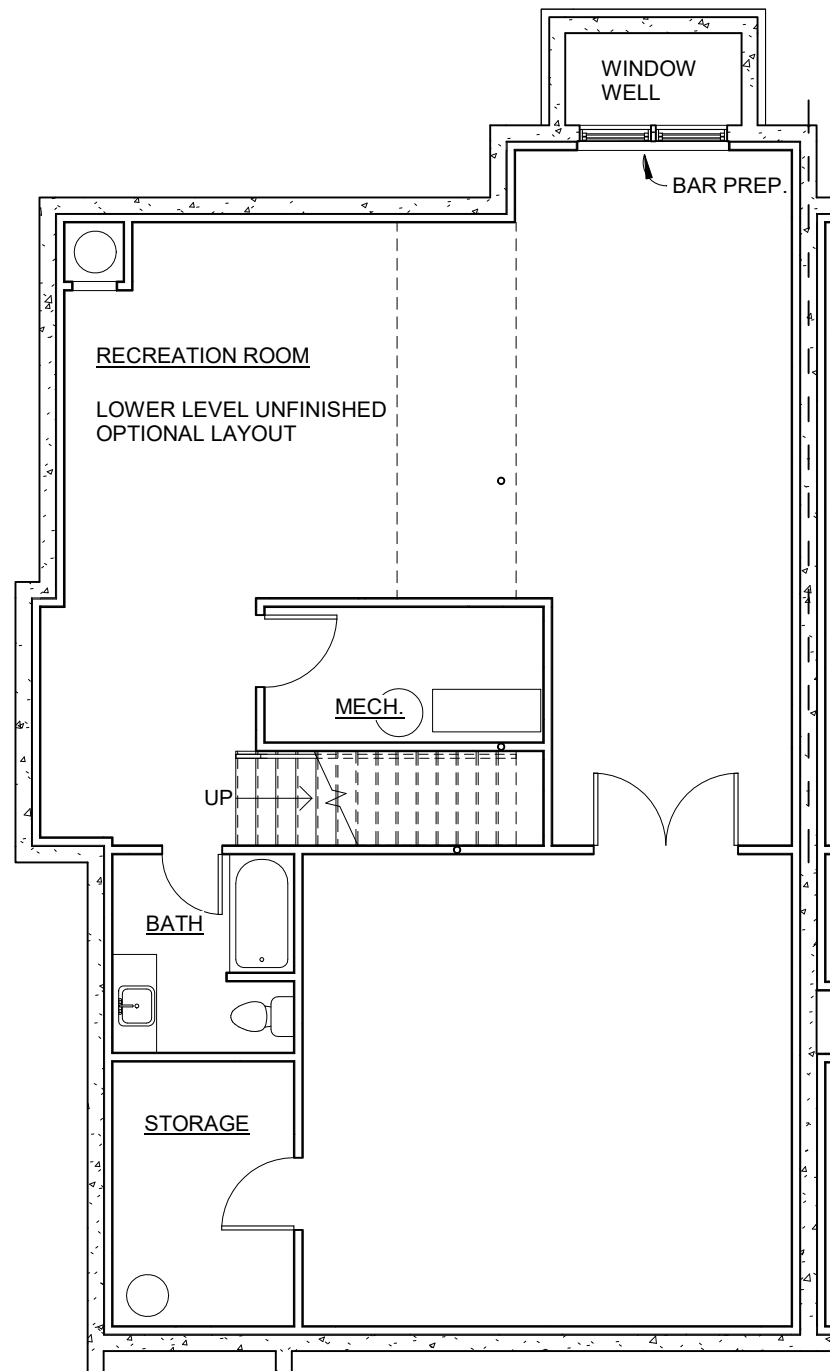 WINDOW
WELL
BAR PREP.
RECREATION ROOM
LOWER LEVEL UNFINISHED
OPTIONAL LAYOUT
MECH.
UP
BATH
STORAGE